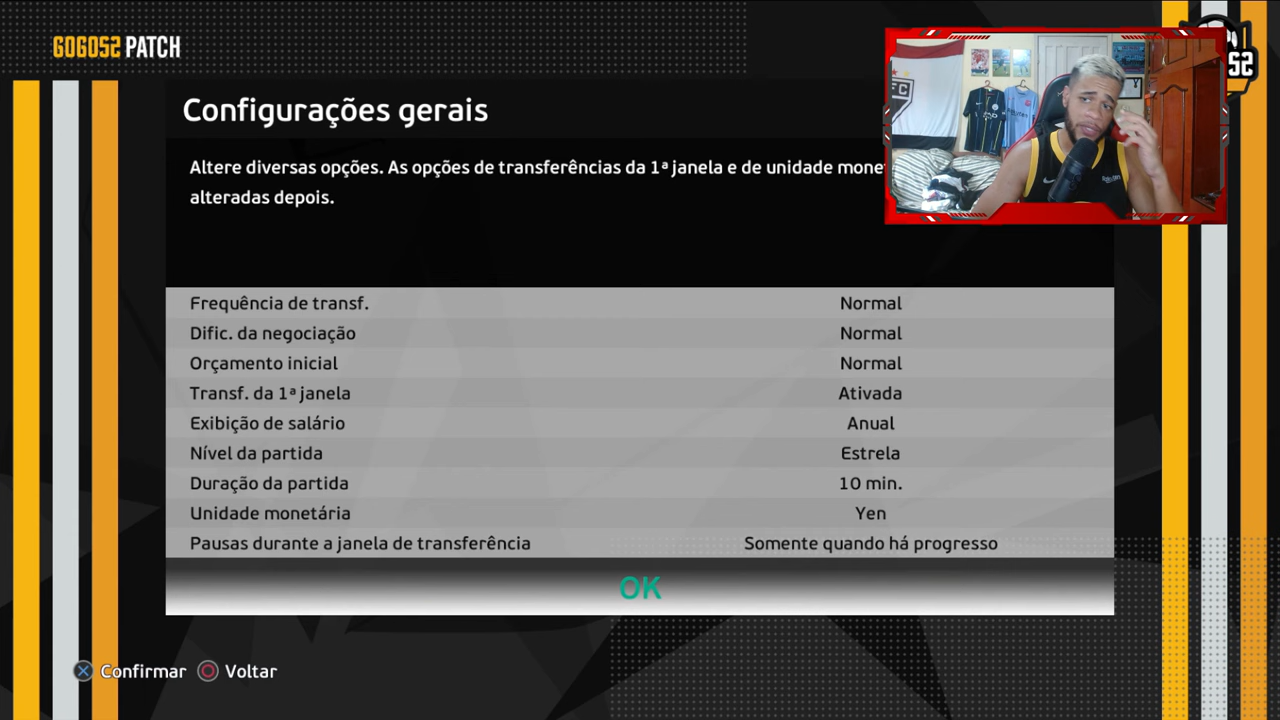 GOGOS2 PATCH
Configurações gerais
Altere diversas opções. As opções de transferências da 1ª janela e de unidade mone
alteradas depois.
Frequência de transf. Normal
Dific. da negociação Normal
Orçamento inicial Normal
Transf. da 1ª janela Ativada
Exibição de salário Anual
Nível da partida Estrela
Duração da partida 10 min.
Unidade monetária Yen
Pausas durante a janela de transferência Somente quando há progresso
OK
Confirmar Voltar